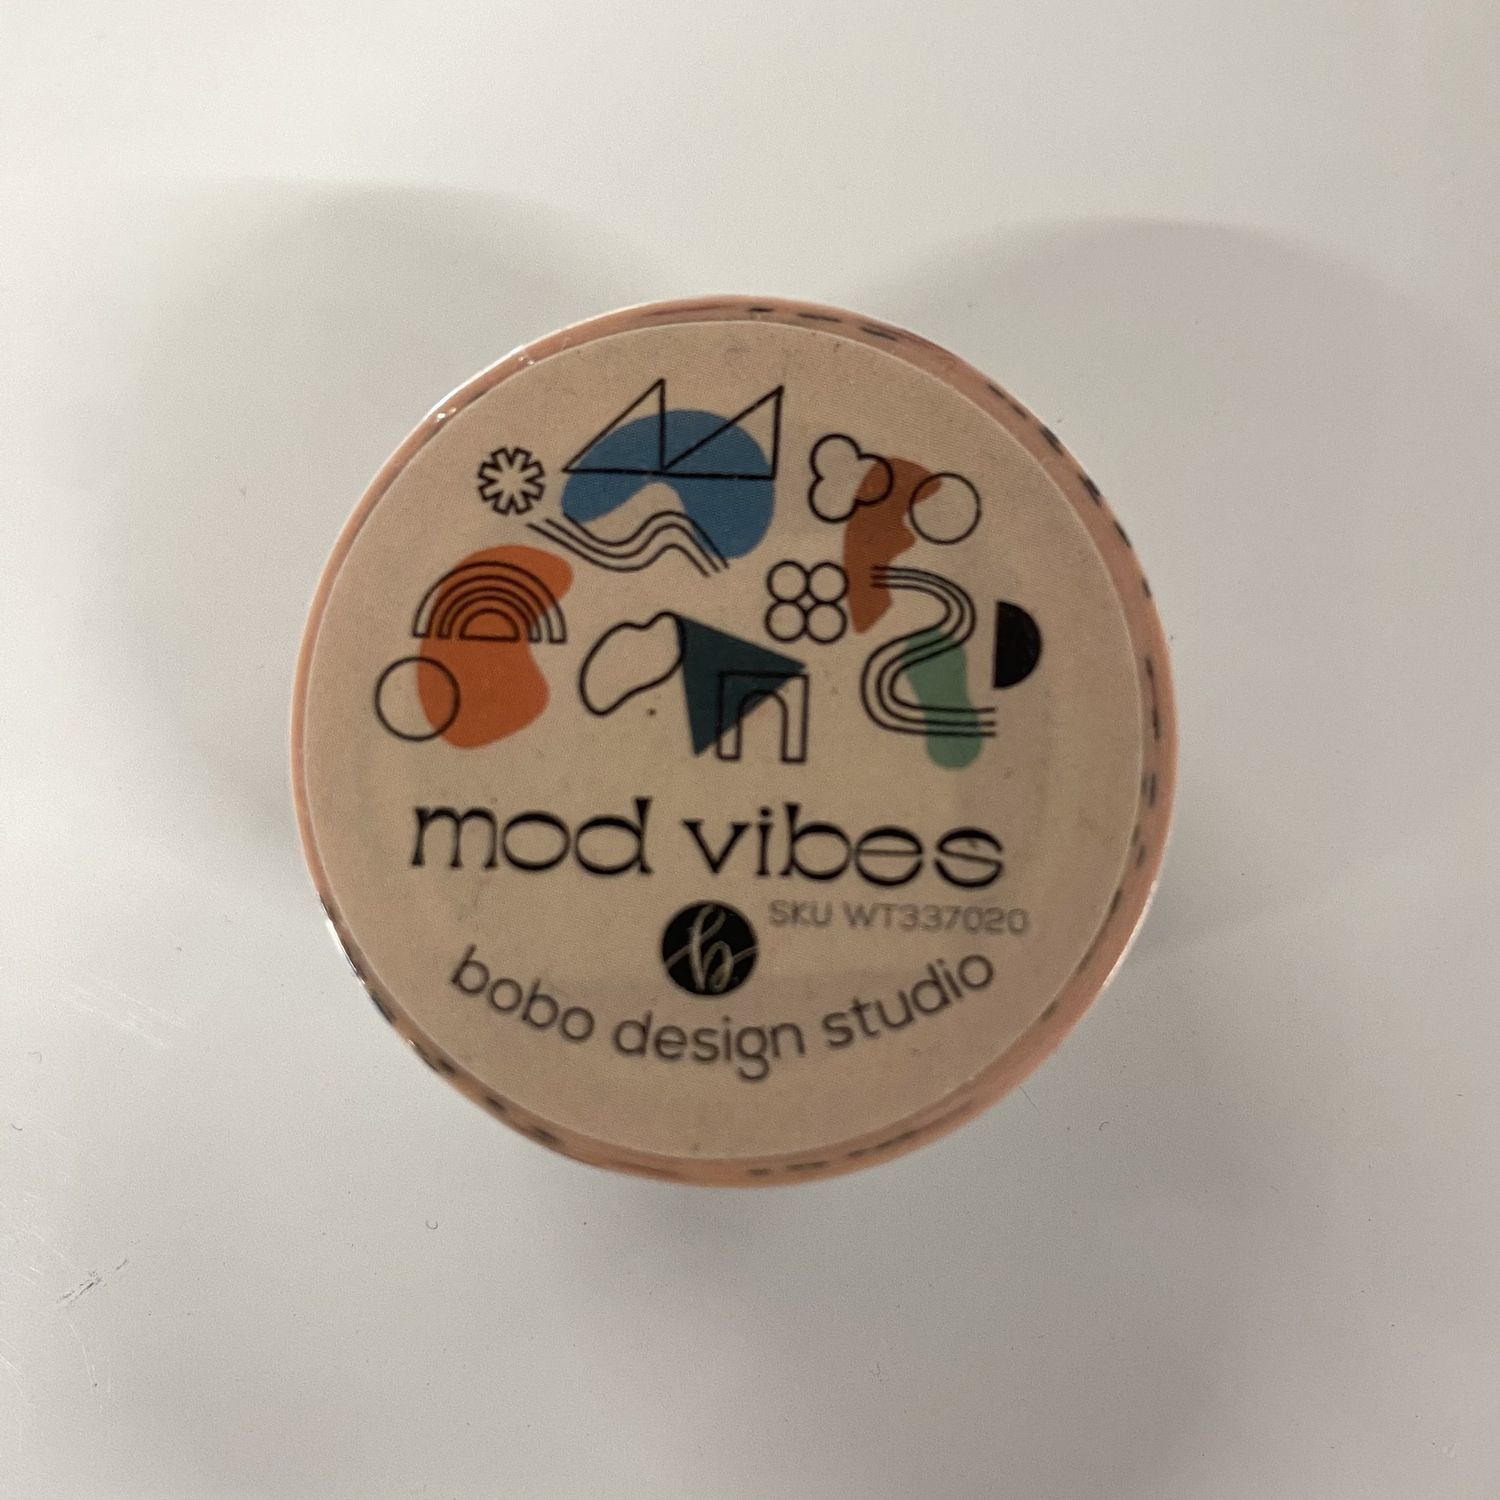 mod vibes
SKU WT337020
b
bobo design studio